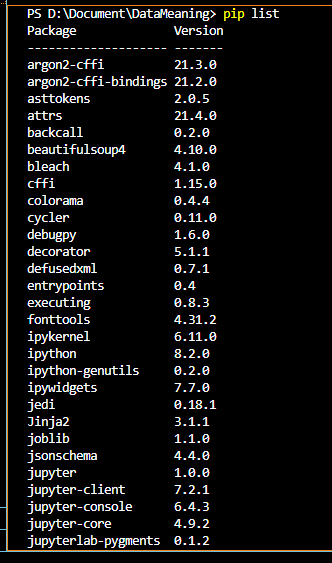 PS D:\Document\DataMeaning> pip list
Package Version
------------------- -------
argon2-cffi 21.3.0
argon2-cffi-bindings 21.2.0
asttokens 2.0.5
attrs 21.4.0
backcall 0.2.0
beautifulsoup4 4.10.0
bleach 4.1.0
cffi 1.15.0
colorama 0.4.4
cycler 0.11.0
debugpy 1.6.0
decorator 5.1.1
defusedxml 0.7.1
entrypoints 0.4
executing 0.8.3
fonttools 4.31.2
ipykernel 6.11.0
ipython 8.2.0
ipython-genutils 0.2.0
ipywidgets 7.7.0
jedi 0.18.1
Jinja2 3.1.1
joblib 1.1.0
jsonschema 4.4.0
jupyter 1.0.0
jupyter-client 7.2.1
jupyter-console 6.4.3
jupyter-core 4.9.2
jupyterlab-pygments 0.1.2